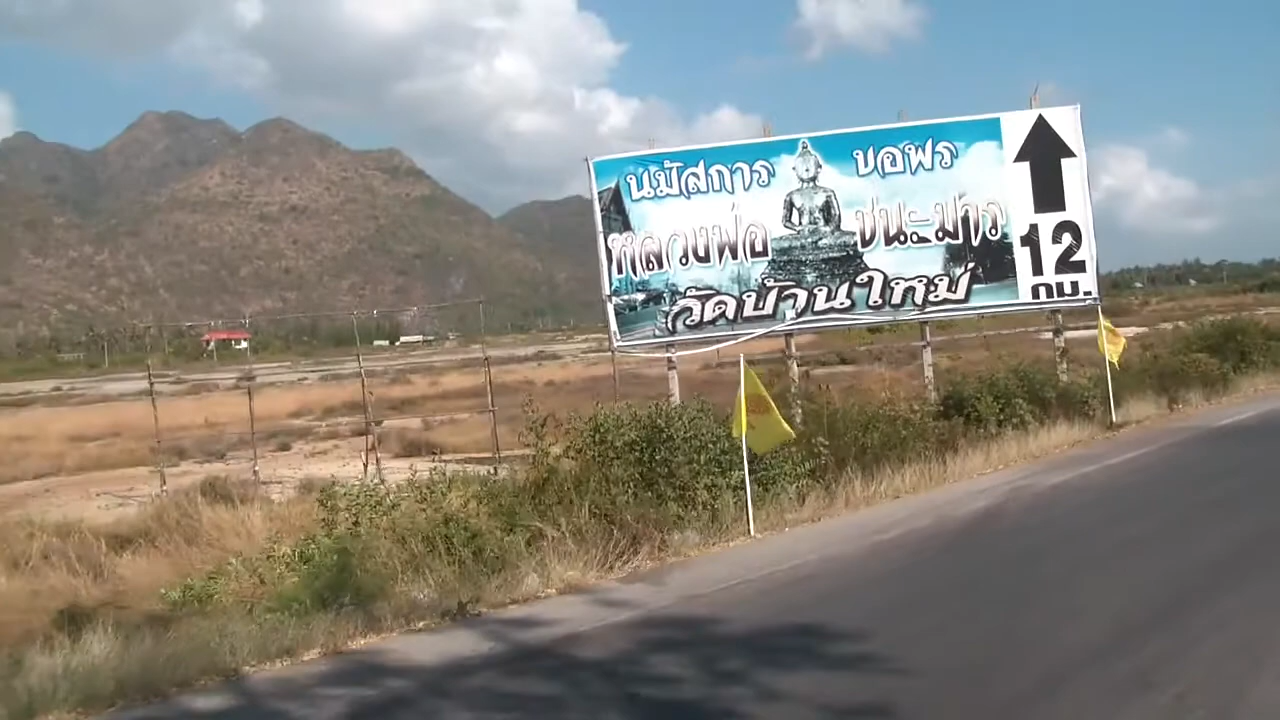 นมัสการ ขอพร
หลวงพ่อ ชนะมาร
วัดบ้านใหม่
12
กม.